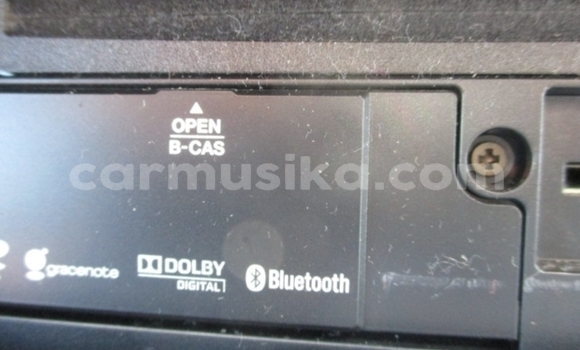 OPEN
B-CAS
carmusika.com
gracenote
DOLBY
DIGITAL
Bluetooth